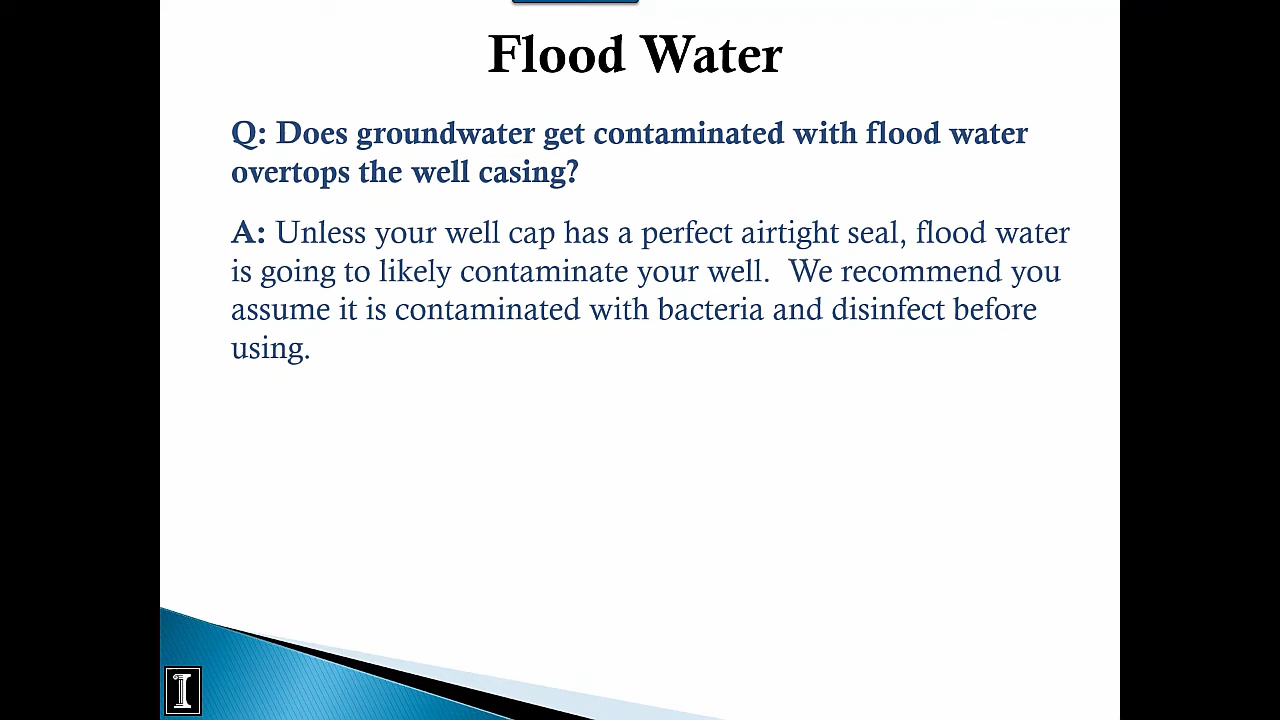 Flood Water
Q: Does groundwater get contaminated with flood water
overtops the well casing?
A: Unless your well cap has a perfect airtight seal, flood water
is going to likely contaminate your well. We recommend you
assume it is contaminated with bacteria and disinfect before
using.
I